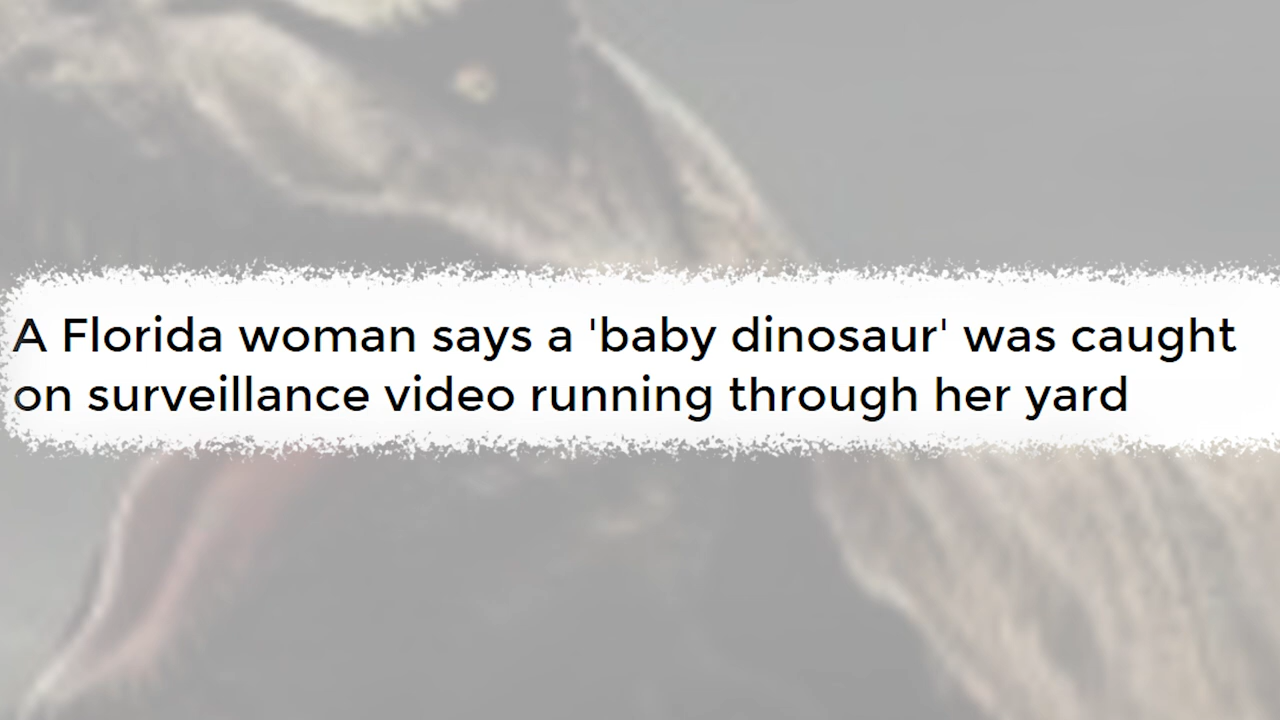 A Florida woman says a 'baby dinosaur' was caught
on surveillance video running through her yard